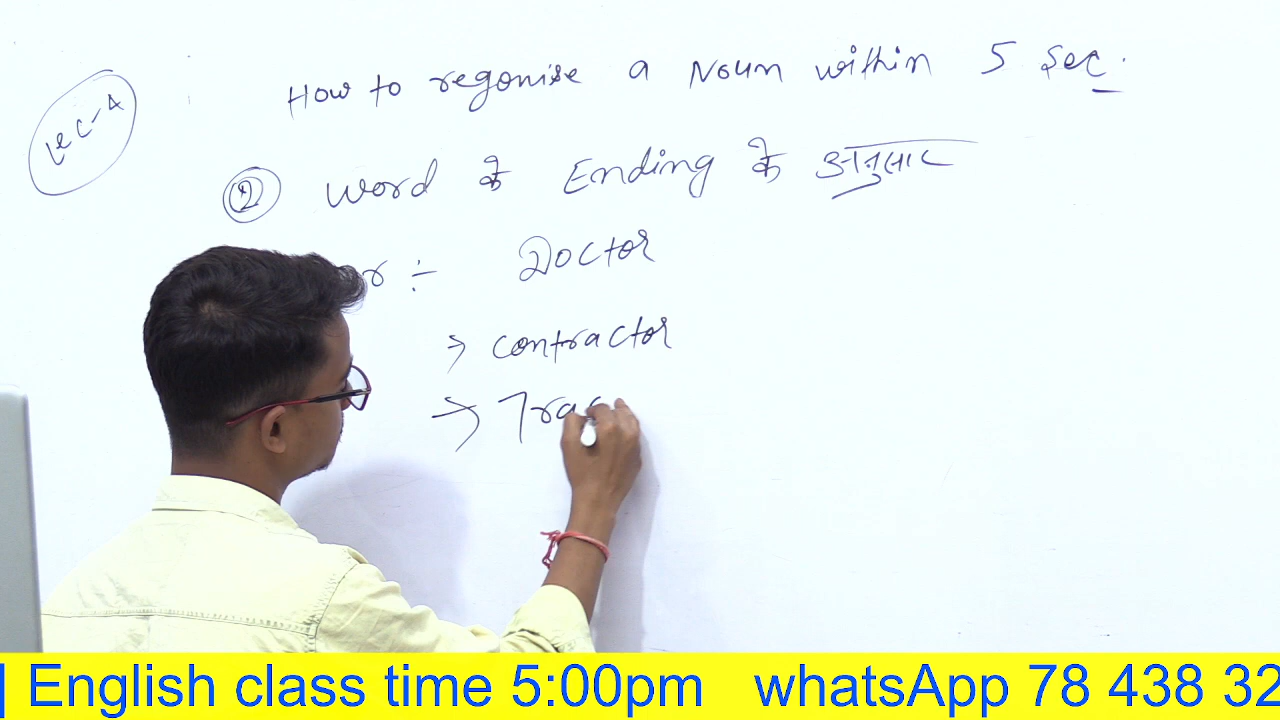 Lec-4
How to regonise a Noun within 5 Sec.
② Word के Ending के अनुसार
r ÷ Doctor
→ contractor
→ Trac
| English class time 5:00pm whatsApp 78 438 32